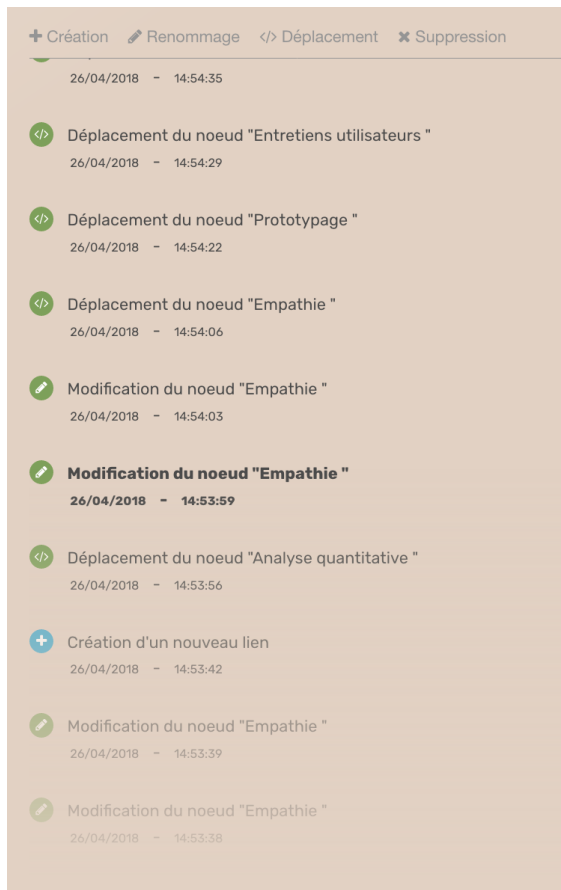 Création Renommage </> Déplacement Suppression
26/04/2018 - 14:54:35
Déplacement du noeud "Entretiens utilisateurs "
26/04/2018 - 14:54:29
Déplacement du noeud "Prototypage "
26/04/2018 - 14:54:22
Déplacement du noeud "Empathie "
26/04/2018 - 14:54:06
Modification du noeud "Empathie "
26/04/2018 - 14:54:03
Modification du noeud "Empathie "
26/04/2018 - 14:53:59
Déplacement du noeud "Analyse quantitative "
26/04/2018 - 14:53:56
Création d'un nouveau lien
26/04/2018 - 14:53:42
Modification du noeud "Empathie "
26/04/2018 - 14:53:39
Modification du noeud "Empathie "
26/04/2018 - 14:53:38